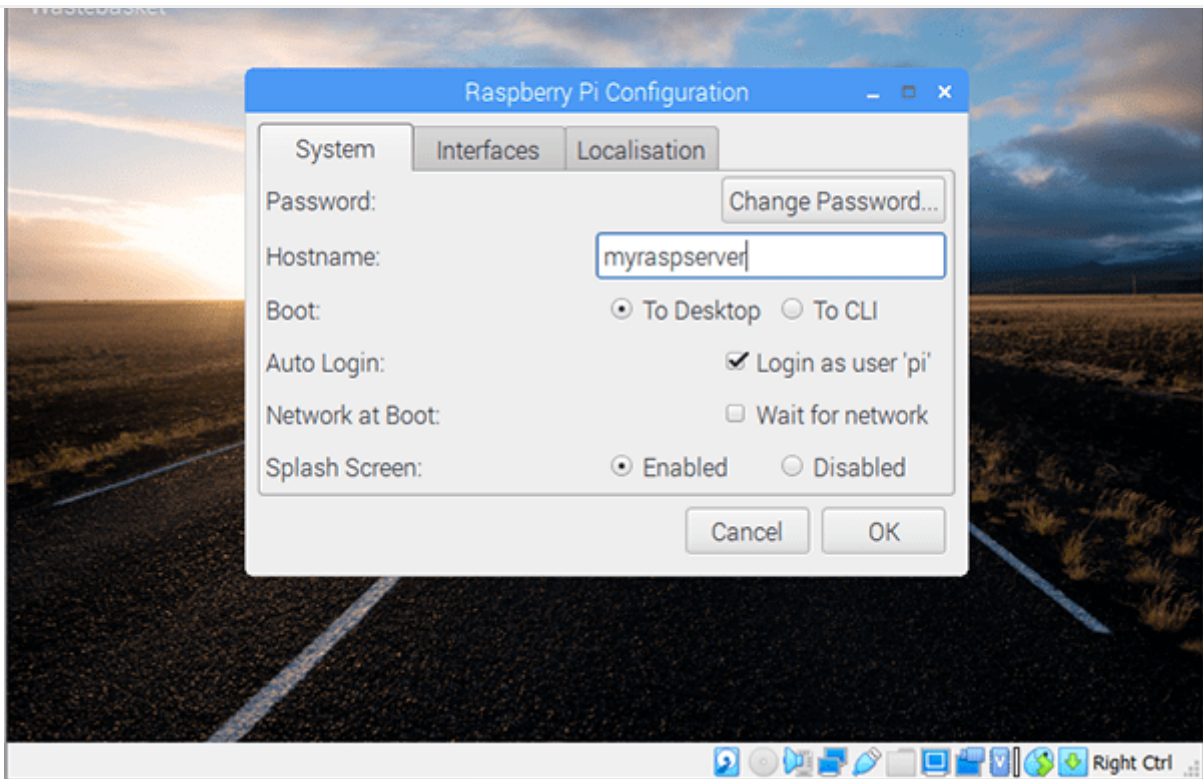 Wastebasket
Raspberry Pi Configuration
System Interfaces Localisation
Password: Change Password...
Hostname: myraspserver
Boot: To Desktop To CLI
Auto Login: Login as user 'pi'
Network at Boot: Wait for network
Splash Screen: Enabled Disabled
Cancel OK
Right Ctrl